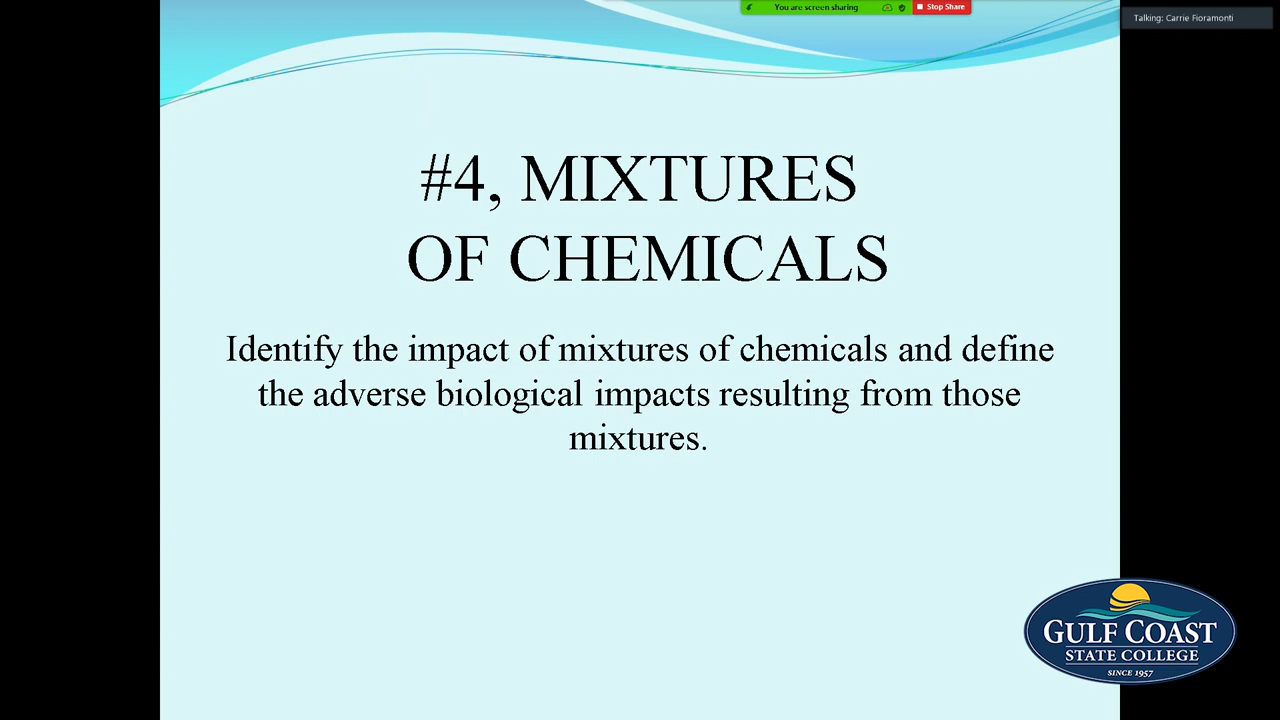 You are screen sharing
Stop Share
Talking: Carrie Fioramonti
#4, MIXTURES
OF CHEMICALS
Identify the impact of mixtures of chemicals and define
the adverse biological impacts resulting from those
mixtures.
GULF COAST
STATE COLLEGE
SINCE 1957